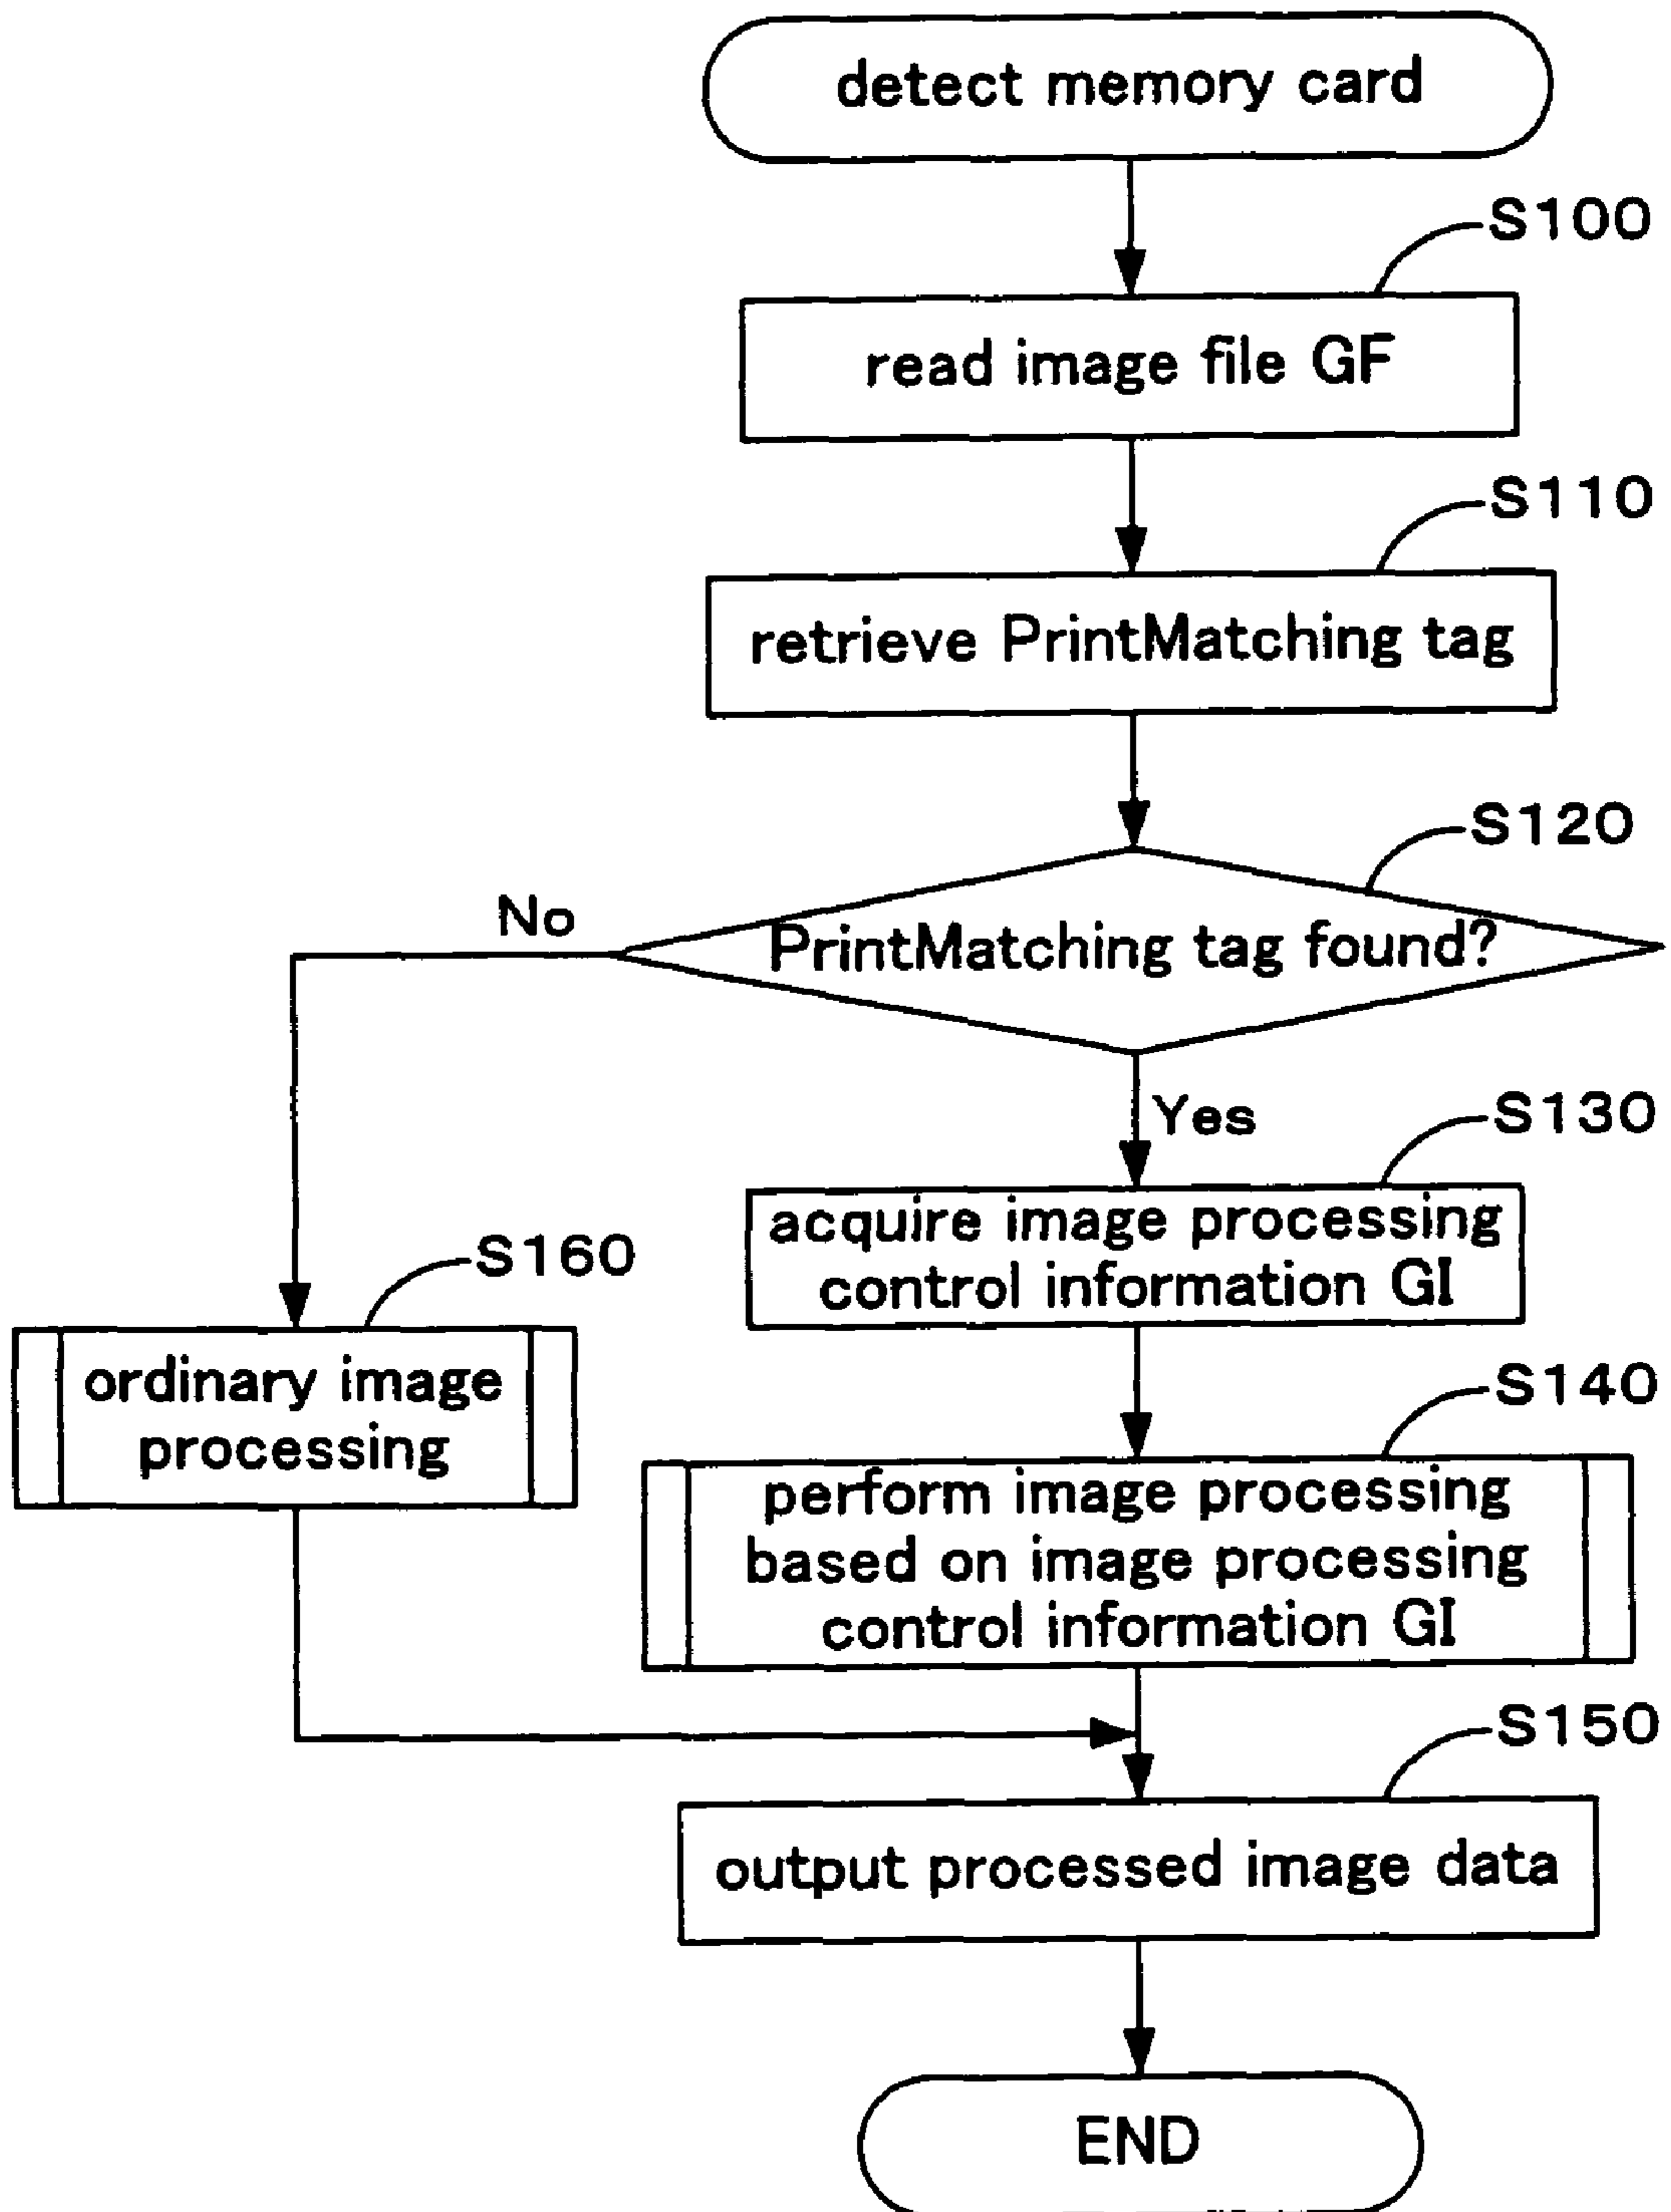 detect memory card
S100
read image file GF
S110
retrieve PrintMatching tag
S120
No
PrintMatching tag found?
Yes
S130
acquire image processing
control information GI
S160
ordinary image
processing
S140
perform image processing
based on image processing
control information GI
S150
output processed image data
END